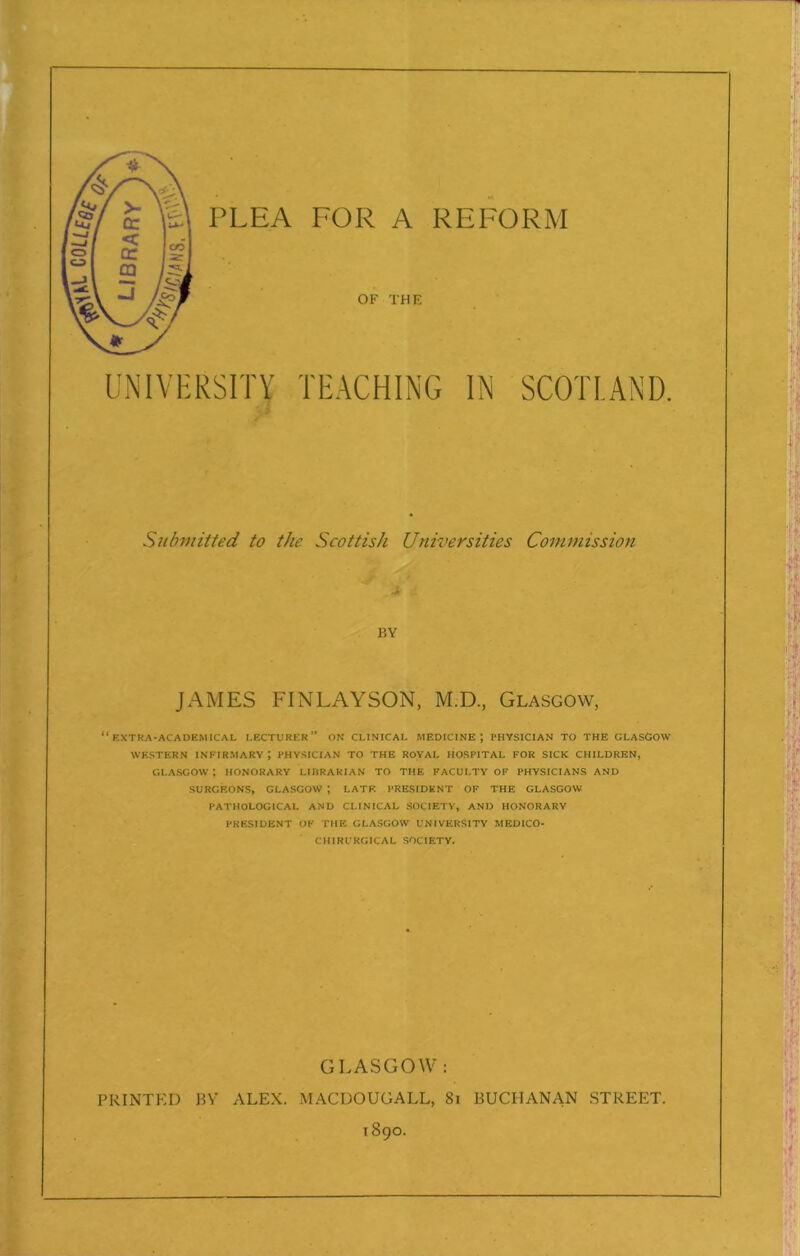 ROYAL COLLEGE OF
PHYSICIANS,
LIBRARY
PLEA FOR A REFORM
OF THE
UNIVERSITY TEACHING IN SCOTLAND.
Submitted to the Scottish Universities Commission
BY
JAMES FINLAYSON, M.D., GLASGOW,
“EXTRA-ACADEMICAL LECTURER” ON CLINICAL MEDICINE; PHYSICIAN TO THE GLASGOW
WESTERN INFIRMARY; PHYSICIAN TO THE ROYAL HOSPITAL FOR SICK CHILDREN,
GLASGOW; HONORARY LIBRARIAN TO THE FACULTY OF PHYSICIANS AND
SURGEONS, GLASGOW; LATE PRESIDENT OF THE GLASGOW
PATHOLOGICAL AND CLINICAL SOCIETY, AND HONORARY
PRESIDENT OF THE GLASGOW UNIVERSITY MEDICO-
CHIRURGICAL SOCIETY.
GLASGOW:
PRINTED BY ALEX. MACDOUGALL, 81 BUCHANAN STREET.
1890.